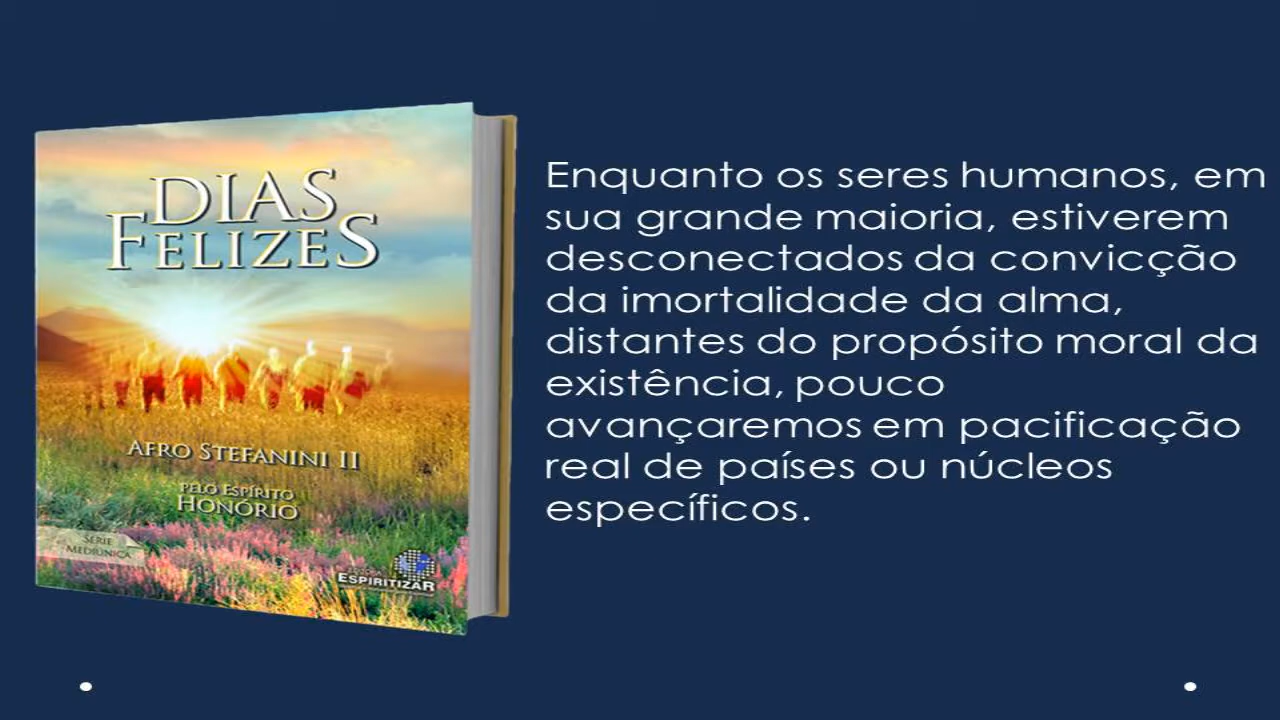 DIAS
FELIZES
AFRO STEFANINI II
PELO ESPÍRITO
HONÓRIO
SÉRIE
MEDIÚNICA
ESPIRITIZAR
Enquanto os seres humanos, em
sua grande maioria, estiverem
desconectados da convicção
da imortalidade da alma,
distantes do propósito moral da
existência, pouco
avançaremos em pacificação
real de países ou núcleos
específicos.